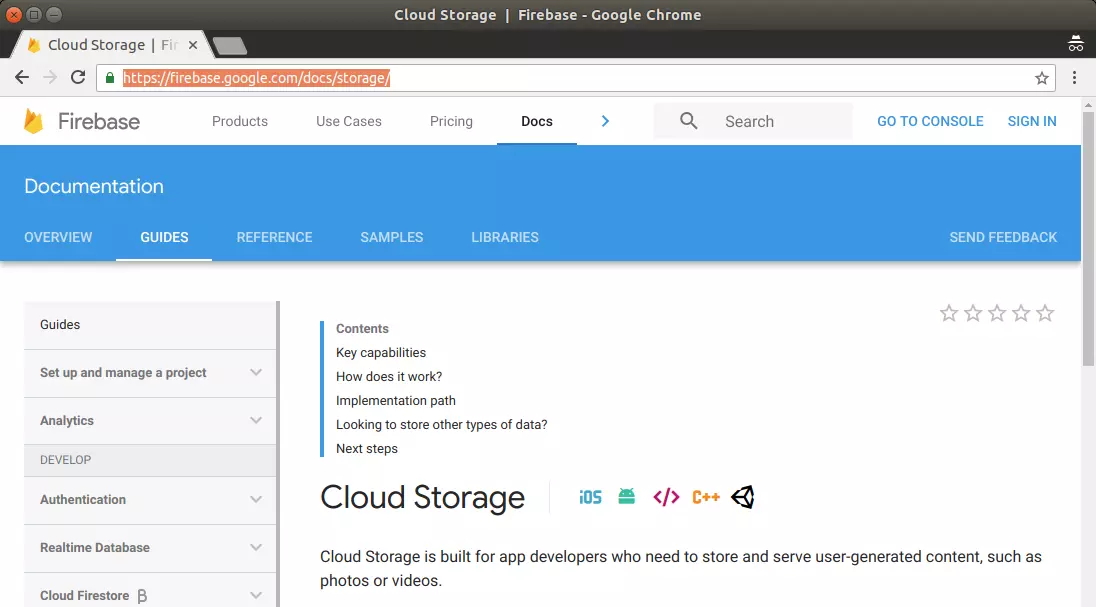 Cloud Storage | Firebase - Google Chrome
Cloud Storage | Fir
https://firebase.google.com/docs/storage/
Firebase Products Use Cases Pricing Docs Search GO TO CONSOLE SIGN IN
Documentation
OVERVIEW GUIDES REFERENCE SAMPLES LIBRARIES SEND FEEDBACK
Guides
Set up and manage a project
Analytics
DEVELOP
Authentication
Realtime Database
Cloud Firestore β
Contents
Key capabilities
How does it work?
Implementation path
Looking to store other types of data?
Next steps
Cloud Storage iOS </> C++
Cloud Storage is built for app developers who need to store and serve user-generated content, such as
photos or videos.